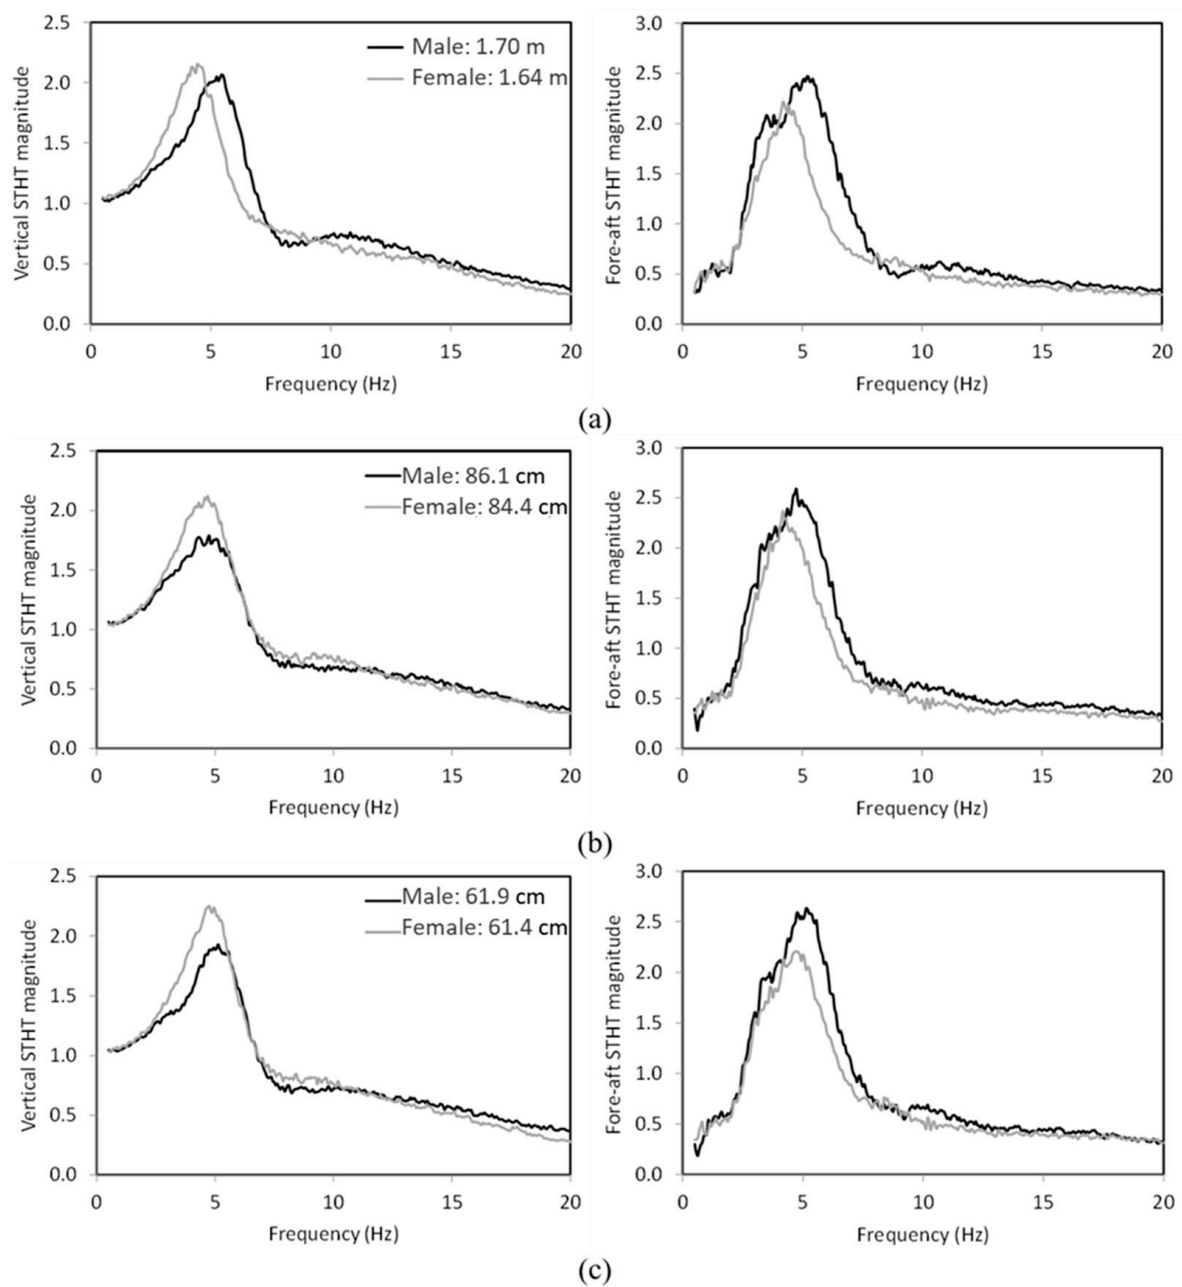 2.5
2.0
1.5
1.0
0.5
0.0
Vertical STHT magnitude
Male: 1.70 m
Female: 1.64 m
0 5 10 15 20
Frequency (Hz)
3.0
2.5
2.0
1.5
1.0
0.5
0.0
Fore-aft STHT magnitude
0 5 10 15 20
Frequency (Hz)
(a)
2.5
2.0
1.5
1.0
0.5
0.0
Vertical STHT magnitude
Male: 86.1 cm
Female: 84.4 cm
0 5 10 15 20
Frequency (Hz)
3.0
2.5
2.0
1.5
1.0
0.5
0.0
Fore-aft STHT magnitude
0 5 10 15 20
Frequency (Hz)
(b)
2.5
2.0
1.5
1.0
0.5
0.0
Vertical STHT magnitude
Male: 61.9 cm
Female: 61.4 cm
0 5 10 15 20
Frequency (Hz)
3.0
2.5
2.0
1.5
1.0
0.5
0.0
Fore-aft STHT magnitude
0 5 10 15 20
Frequency (Hz)
(c)